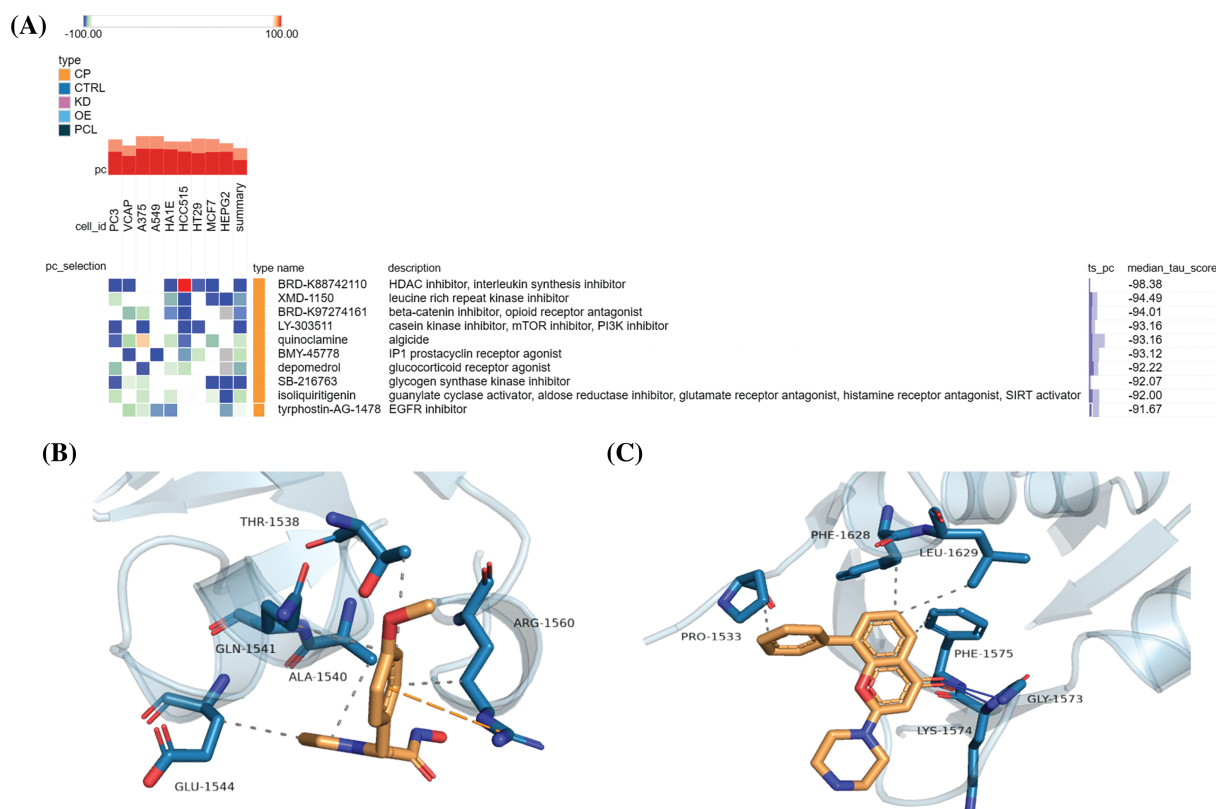 (A)
-100.00 100.00
type
CP
CTRL
KD
OE
PCL
pc
cell_id
PC3
VCAP
A375
A549
HA1E
HCC515
HT29
MCF7
HEPG2
summary
pc_selection type name description ts_pc median_tau_score
BRD-K88742110 HDAC inhibitor, interleukin synthesis inhibitor -98.38
XMD-1150 leucine rich repeat kinase inhibitor -94.49
BRD-K97274161 beta-catenin inhibitor, opioid receptor antagonist -94.01
LY-303511 casein kinase inhibitor, mTOR inhibitor, PI3K inhibitor -93.16
quinoclamine algicide -93.16
BMY-45778 IP1 prostacyclin receptor agonist -93.12
depomedrol glucocorticoid receptor agonist -92.22
SB-216763 glycogen synthase kinase inhibitor -92.07
isoliquiritigenin guanylate cyclase activator, aldose reductase inhibitor, glutamate receptor antagonist, histamine receptor antagonist, SIRT activator -92.00
tyrphostin-AG-1478 EGFR inhibitor -91.67
(B)
THR-1538
GLN-1541
ALA-1540
ARG-1560
GLU-1544
(C)
PHE-1628
LEU-1629
PRO-1533
PHE-1575
GLY-1573
LYS-1574